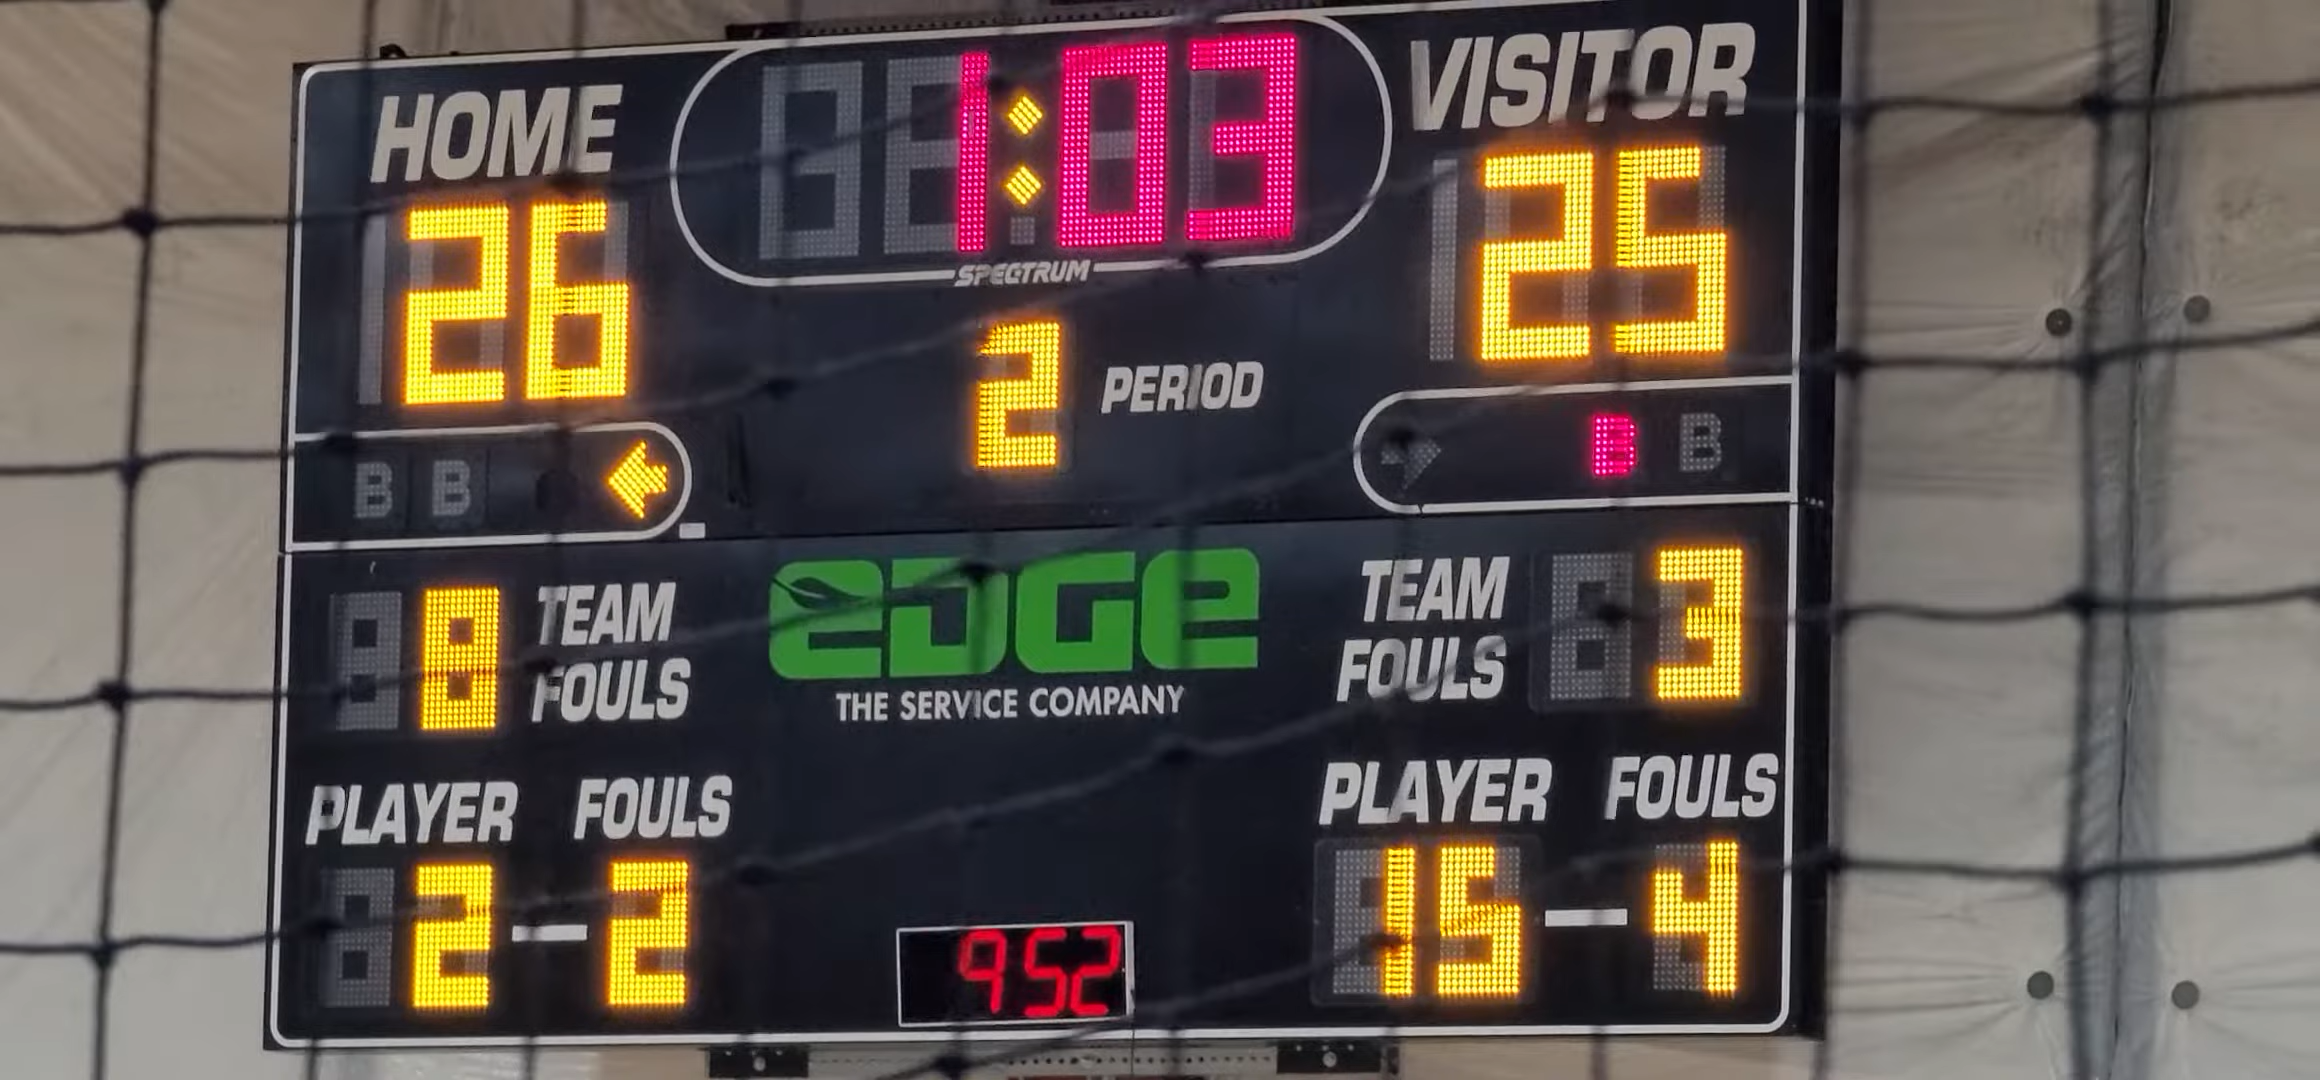 HOME 1:03 VISITOR
26 25
SPECTRUM
2 PERIOD
B B B B
8 TEAM FOULS
EDGE
THE SERVICE COMPANY
TEAM FOULS 3
PLAYER FOULS
2-2
PLAYER FOULS
15-4
952